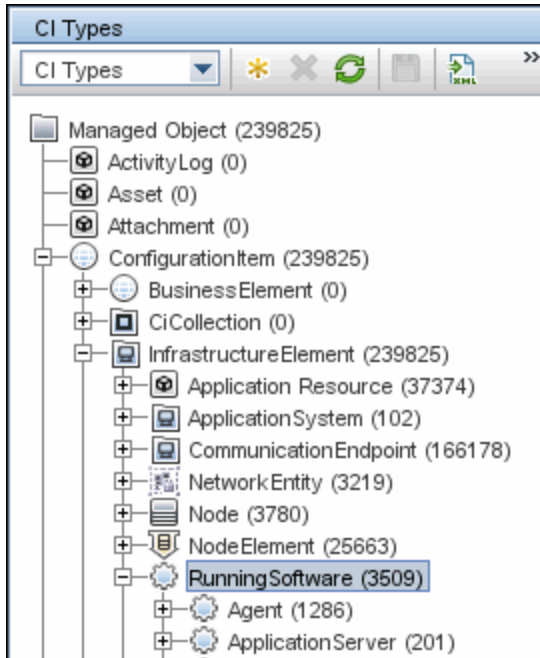 CI Types
CI Types »
XML
Managed Object (239825)
ActivityLog (0)
Asset (0)
Attachment (0)
ConfigurationItem (239825)
BusinessElement (0)
CiCollection (0)
InfrastructureElement (239825)
Application Resource (37374)
ApplicationSystem (102)
CommunicationEndpoint (166178)
NetworkEntity (3219)
Node (3780)
NodeElement (25663)
RunningSoftware (3509)
Agent (1286)
ApplicationServer (201)